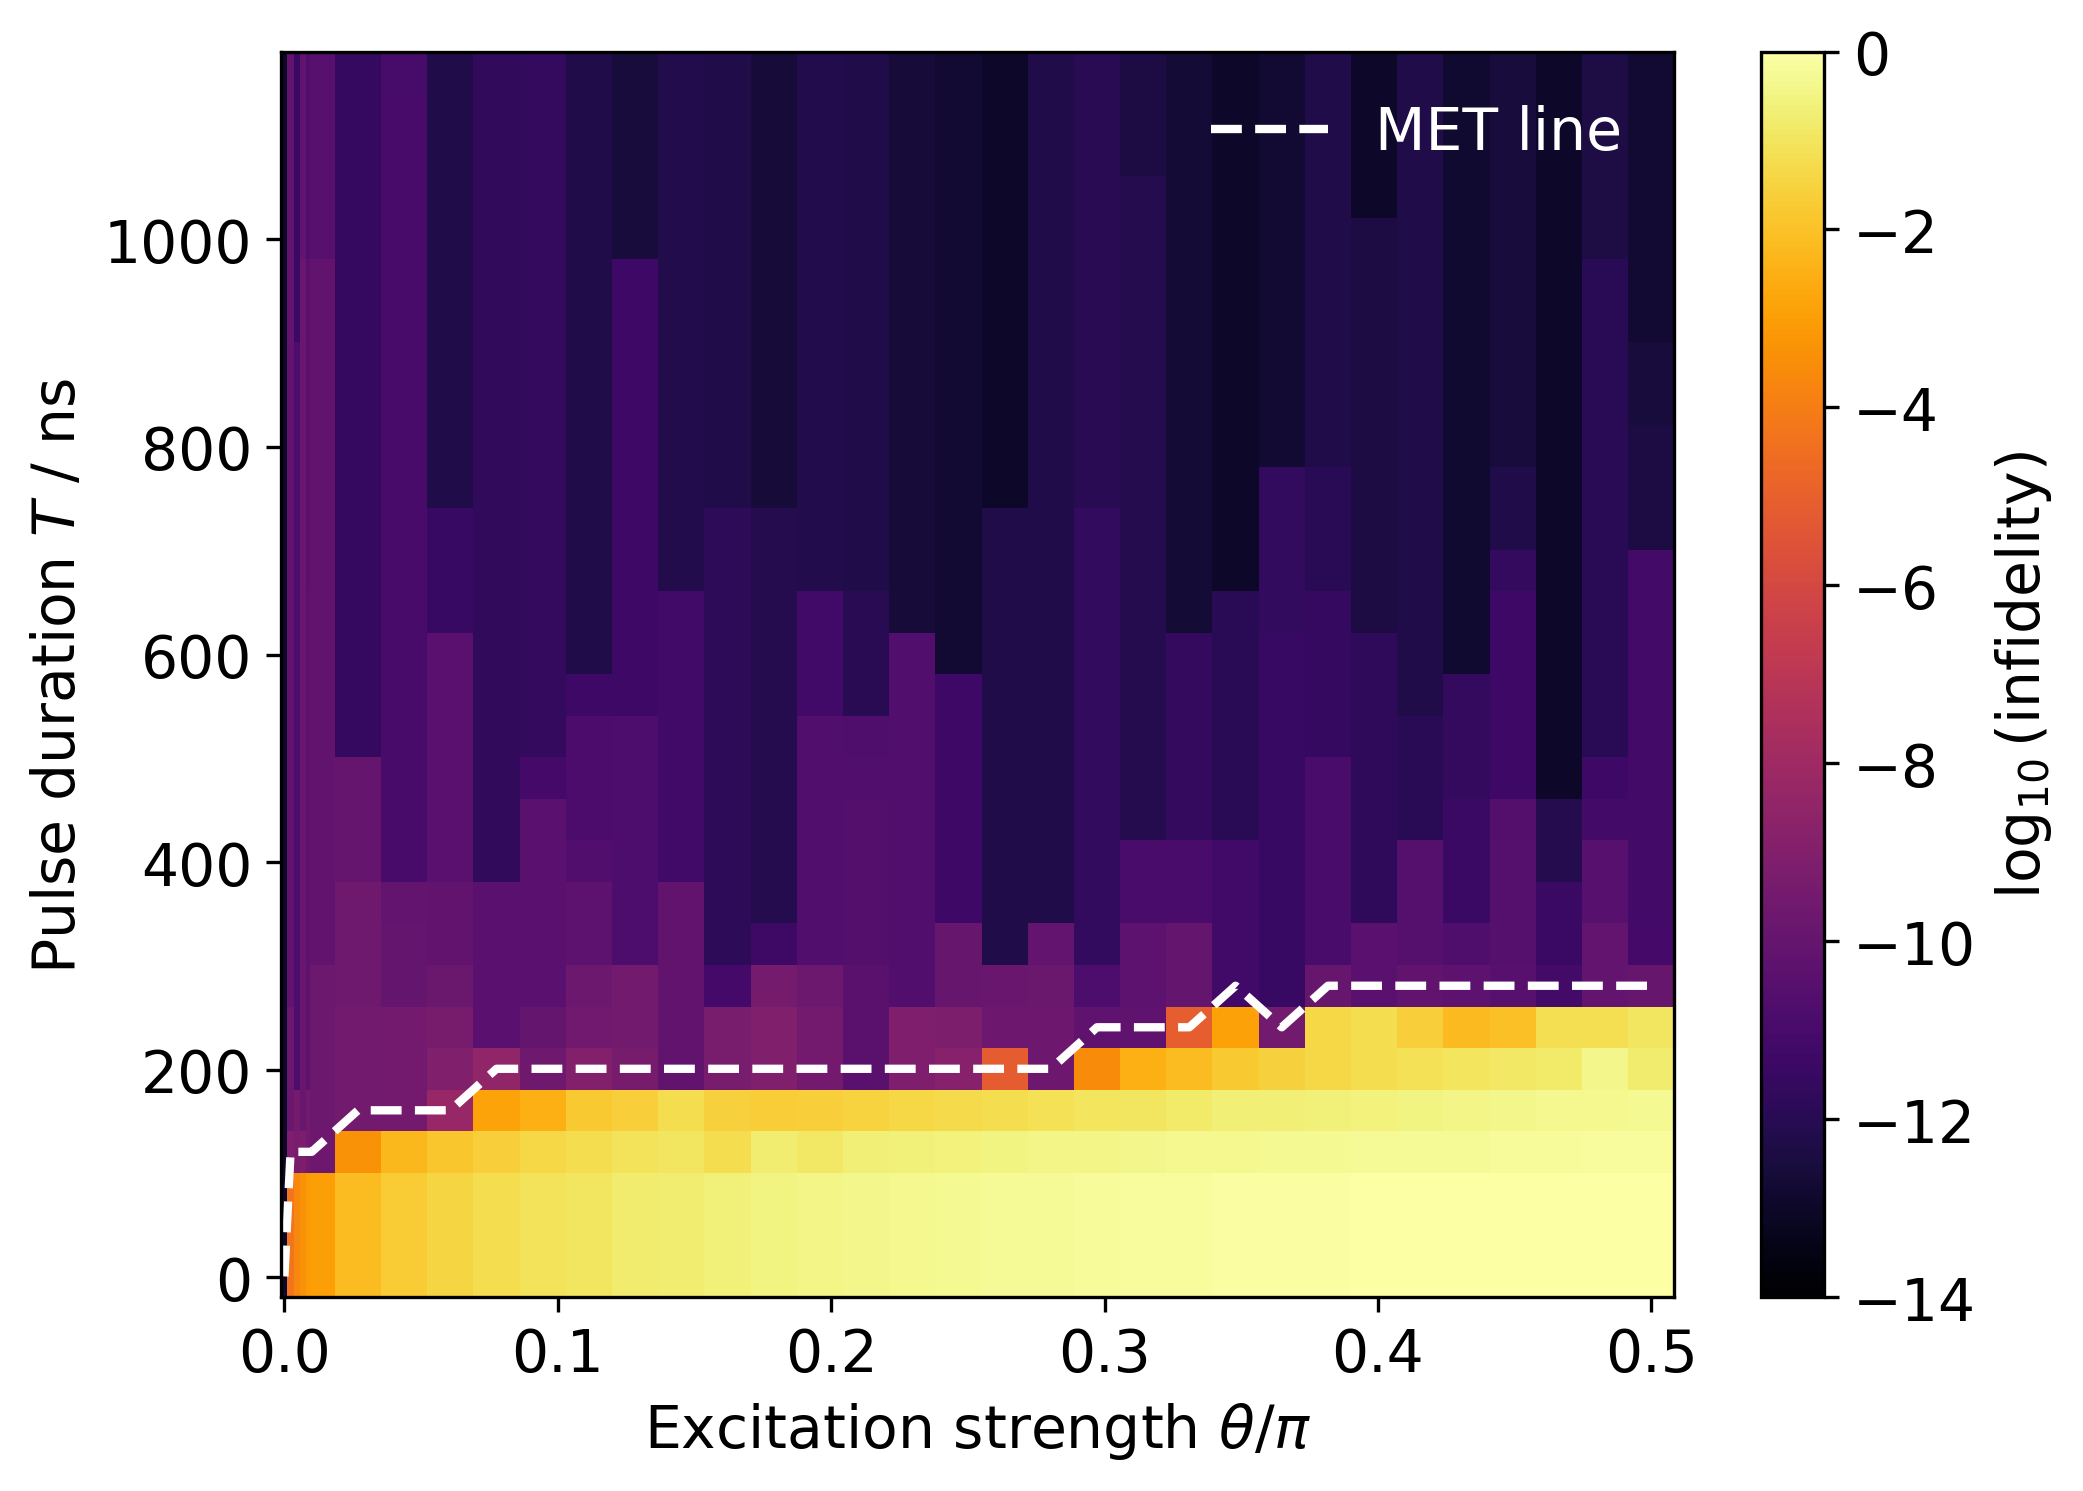 MET line
1000
800
600
400
200
0
Pulse duration T / ns
0.0 0.1 0.2 0.3 0.4 0.5
Excitation strength θ/π
0
−2
−4
−6
−8
−10
−12
−14
log₁₀ (infidelity)